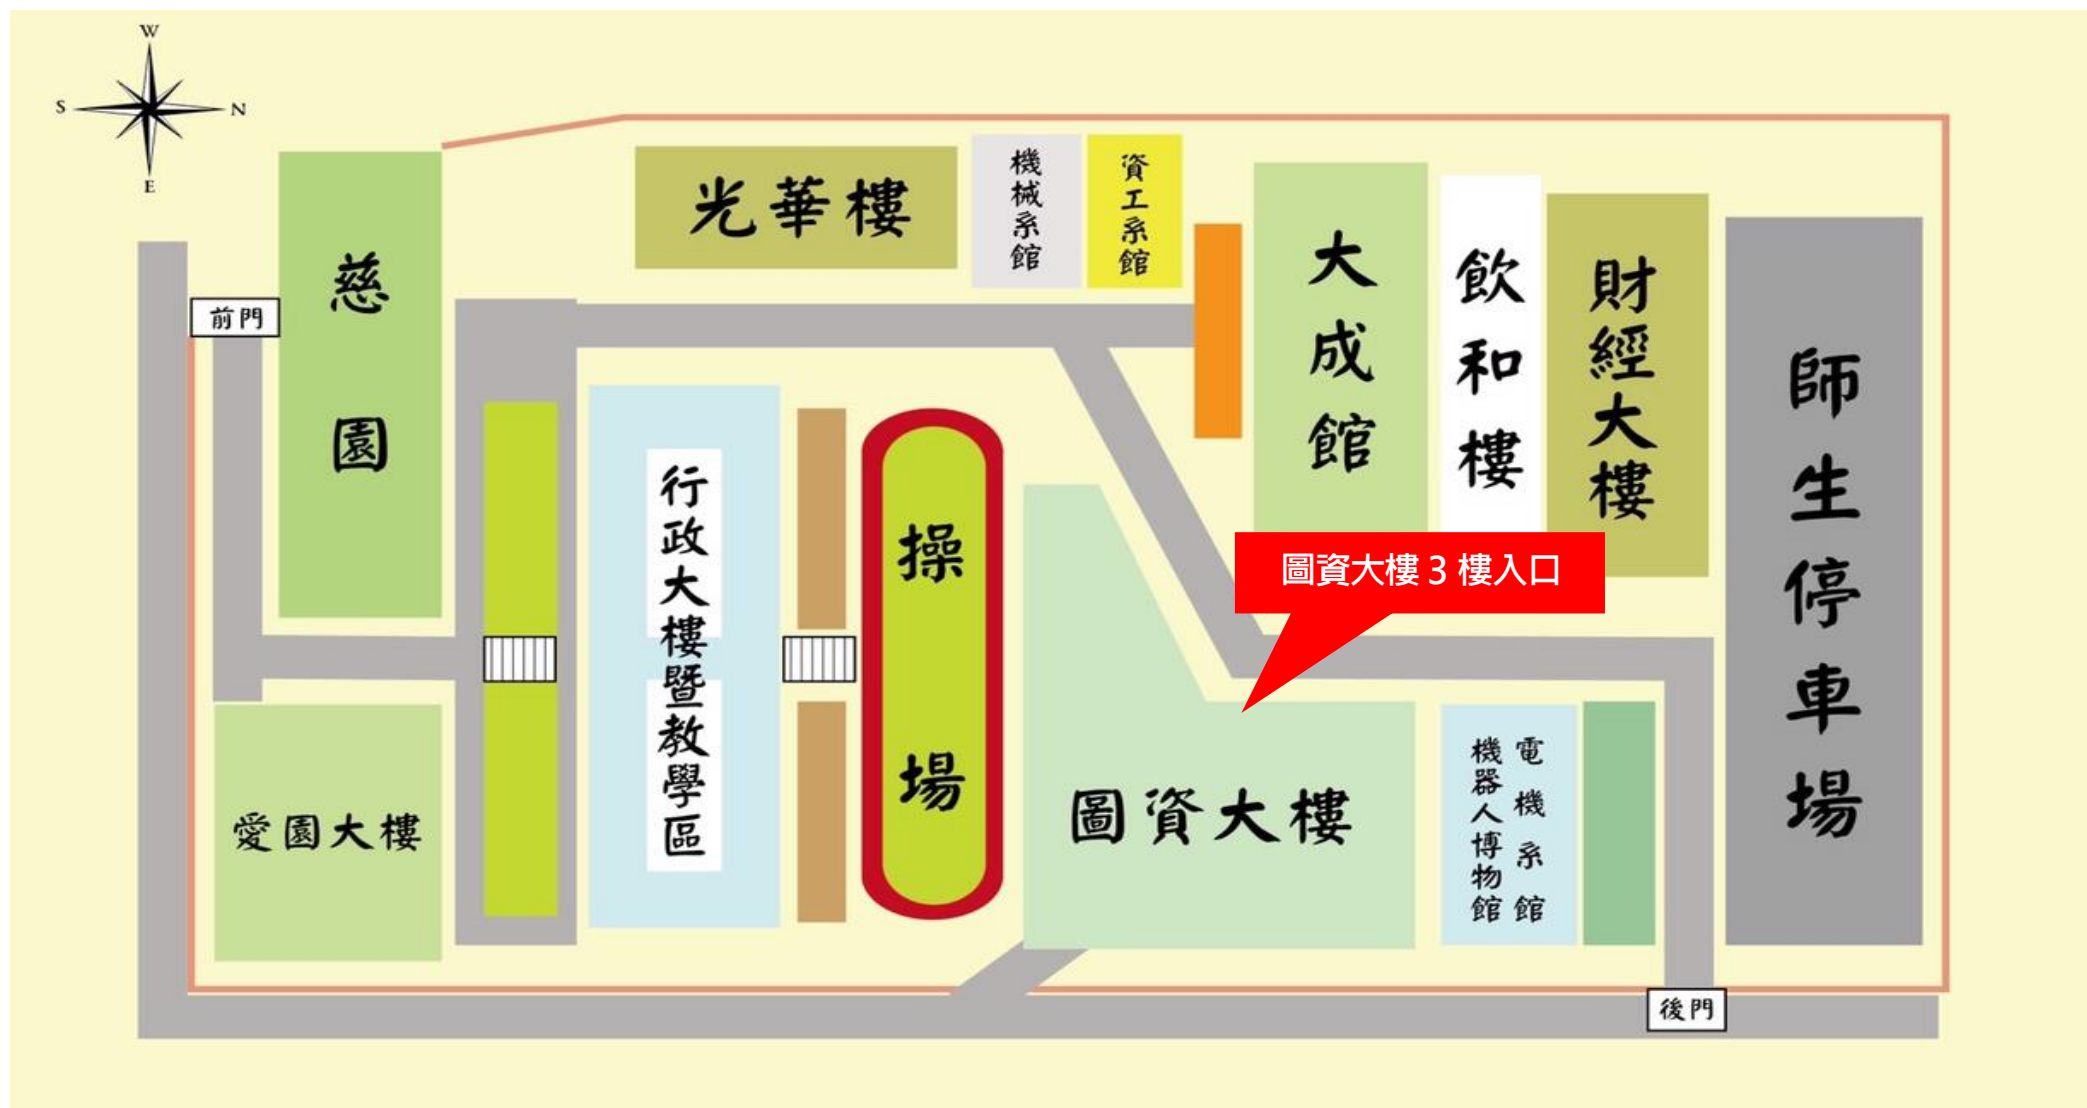 W
S
N
E
光華樓
機械系館
資工系館
慈園
前門
大成館
飲和樓
財經大樓
師生停車場
行政大樓暨教學區
操場
圖資大樓3樓入口
愛園大樓
圖資大樓
電機系館
機器人博物館
後門